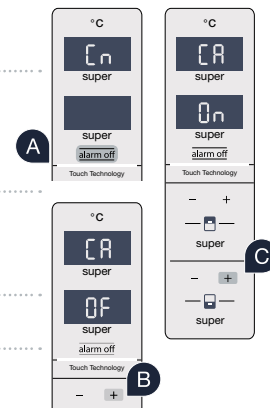 °C
Cn
super
super
A
alarm off
Touch Technology
°C
CA
super
OF
super
alarm off
Touch Technology
B
− +
°C
CA
super
On
super
alarm off
Touch Technology
− +
super
C
− +
super